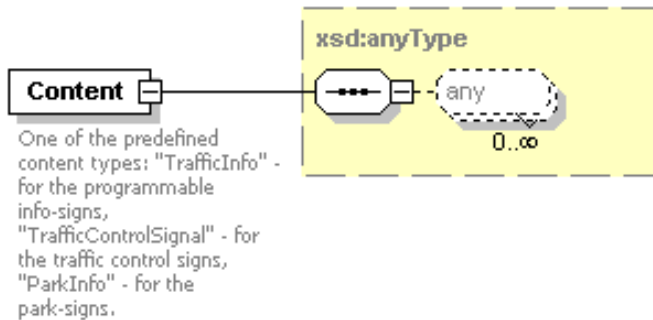 xsd:anyType
Content
any
0..∞
One of the predefined
content types: "TrafficInfo" -
for the programmable
info-signs,
"TrafficControlSignal" - for
the traffic control signs,
"ParkInfo" - for the
park-signs.